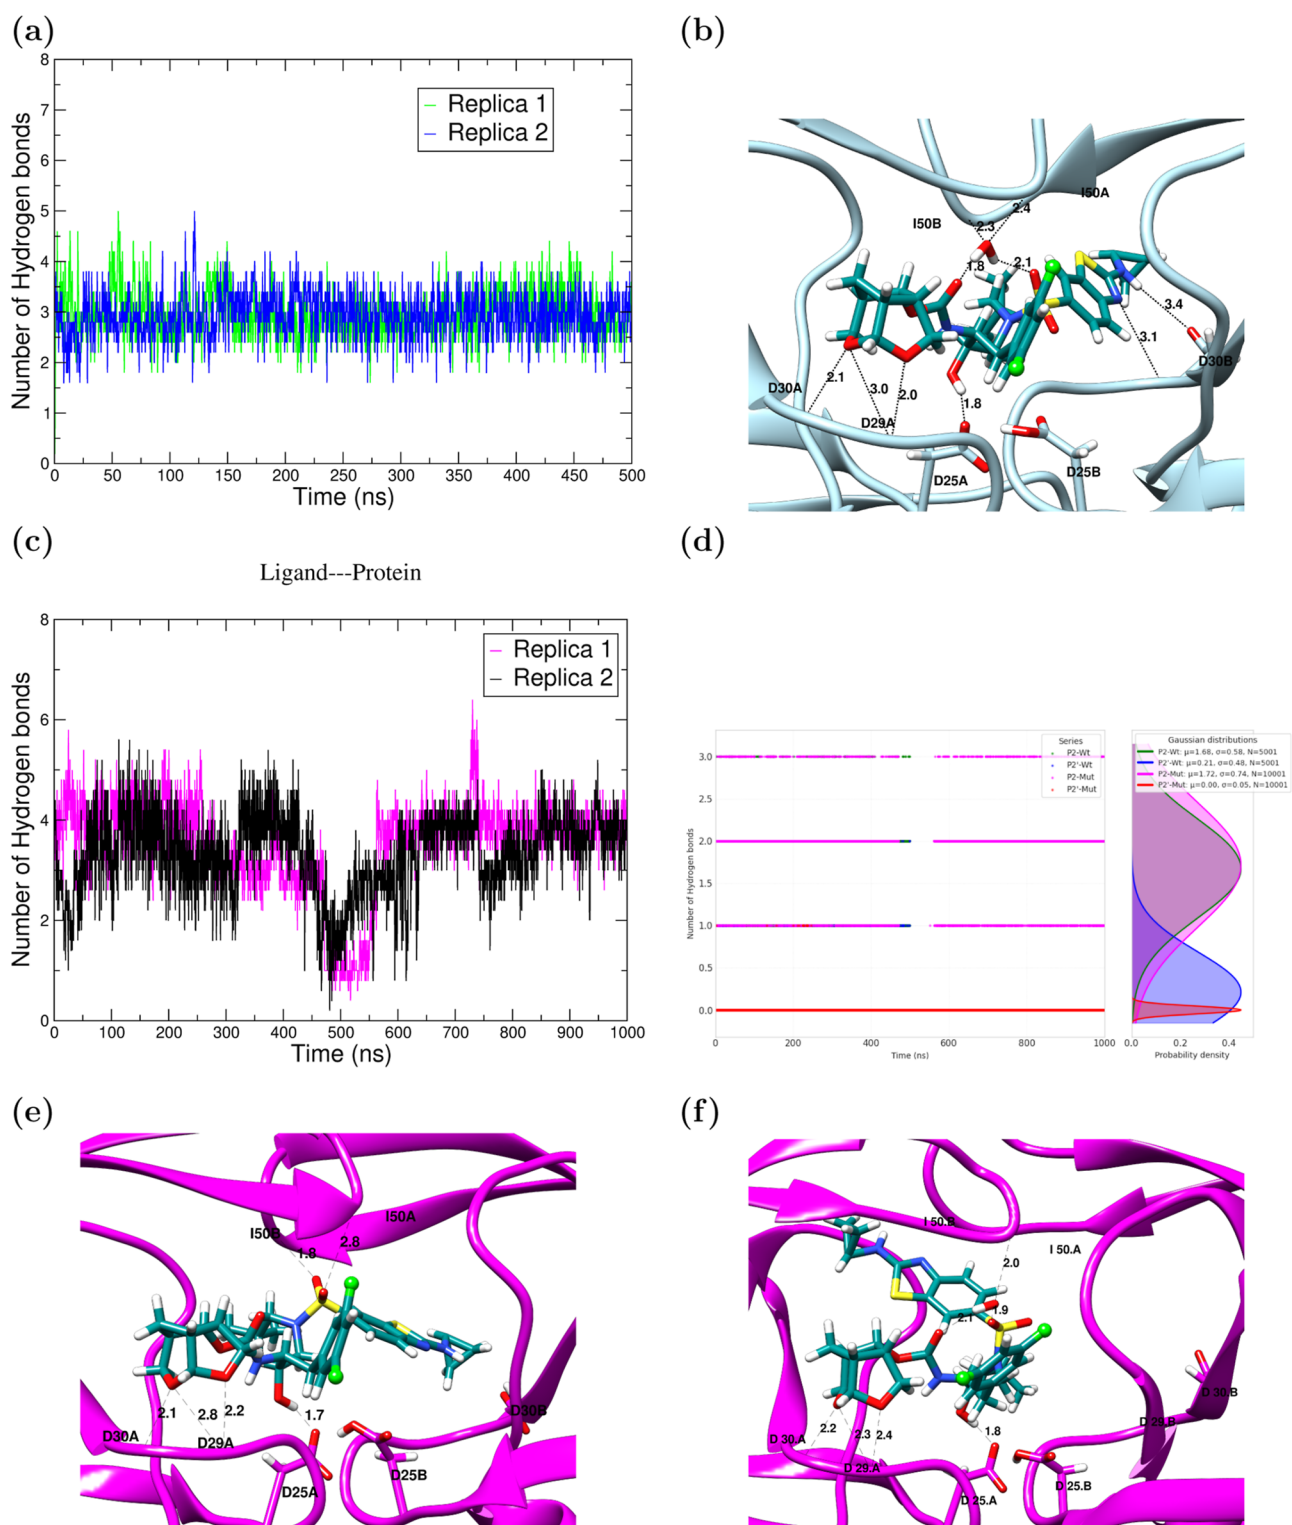 (a)
8
7
6
5
4
3
2
1
0
Number of Hydrogen bonds
Replica 1
Replica 2
0 50 100 150 200 250 300 350 400 450 500
Time (ns)
(b)
I50A
I50B
2.4
2.3
2.1
1.8
3.4
3.1
D30B
D30A
2.1
3.0
2.0
D29A
1.8
D25A
D25B
(c)
Ligand---Protein
8
6
4
2
0
Number of Hydrogen bonds
Replica 1
Replica 2
0 100 200 300 400 500 600 700 800 900 1000
Time (ns)
(d)
3.0
2.5
2.0
1.5
1.0
0.5
0.0
Number of Hydrogen bonds
Series
P2-Wt
P2'-Wt
P2-Mut
P2'-Mut
0 200 400 600 800 1000
Time (ns)
Gaussian distributions
P2-Wt: μ=1.68, σ=0.58, N=5001
P2'-Wt: μ=0.21, σ=0.48, N=5001
P2-Mut: μ=1.72, σ=0.74, N=10001
P2'-Mut: μ=0.00, σ=0.05, N=10001
0.0 0.2 0.4
Probability density
(e)
I50A
I50B
2.8
1.8
2.1
2.8
2.2
1.7
D30A
D29A
D30B
D25B
D25A
(f)
I 50.B
I 50.A
2.0
1.9
2.1
D 30.B
2.2
2.3
2.4
1.8
D 30.A
D 29.B
D 29.A
D 25.A
D 25.B